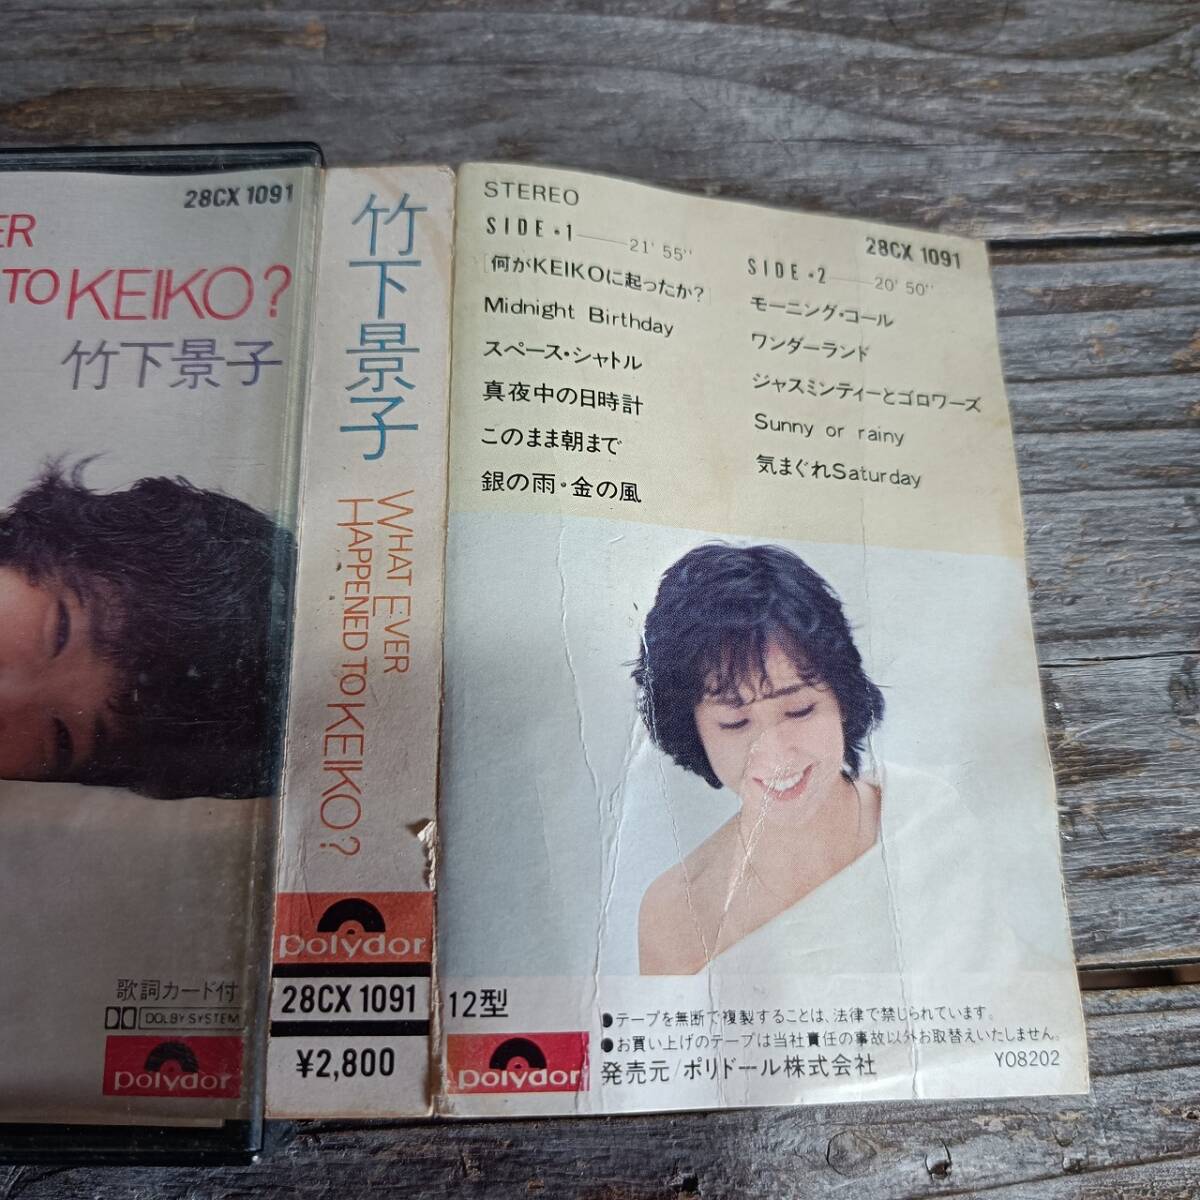 28CX 1091
ER
TO KEIKO?
竹下景子
歌詞カード付
DOLBY SYSTEM
polydor
竹下景子
WHAT EVER
HAPPENED TO KEIKO?
polydor
28CX 1091
¥2,800
STEREO
SIDE・1 21'55''
[何がKEIKOに起ったか?]
Midnight Birthday
スペース・シャトル
真夜中の日時計
このまま朝まで
銀の雨・金の風
28CX 1091
SIDE・2 20'50''
モーニング・コール
ワンダーランド
ジャスミンティーとゴロワーズ
Sunny or rainy
気まぐれSaturday
12型
polydor
●テープを無断で複製することは、法律で禁じられています。
●お買い上げのテープは当社責任の事故以外お取替えいたしません。
発売元/ポリドール株式会社 Y08202